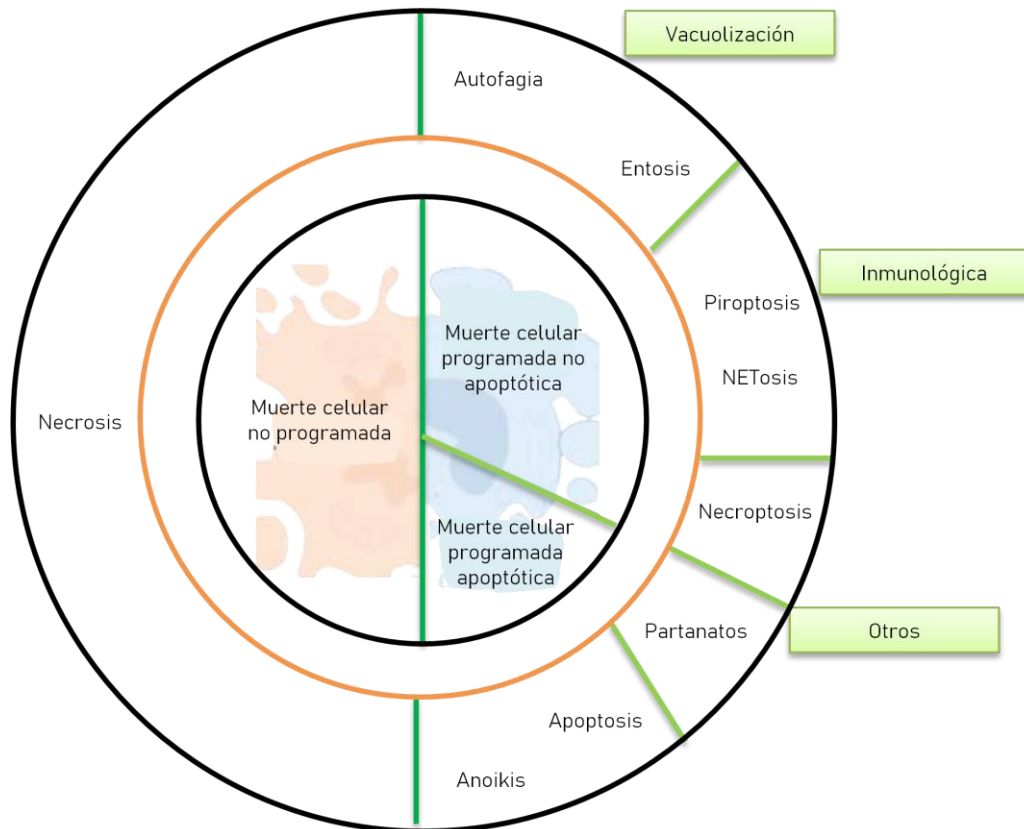 Vacuolización
Autofagia
Entosis
Inmunológica
Piroptosis
Muerte celular
programada no
apoptótica
NETosis
Necrosis
Muerte celular
no programada
Necroptosis
Muerte celular
programada
apoptótica
Partanatos
Otros
Apoptosis
Anoikis